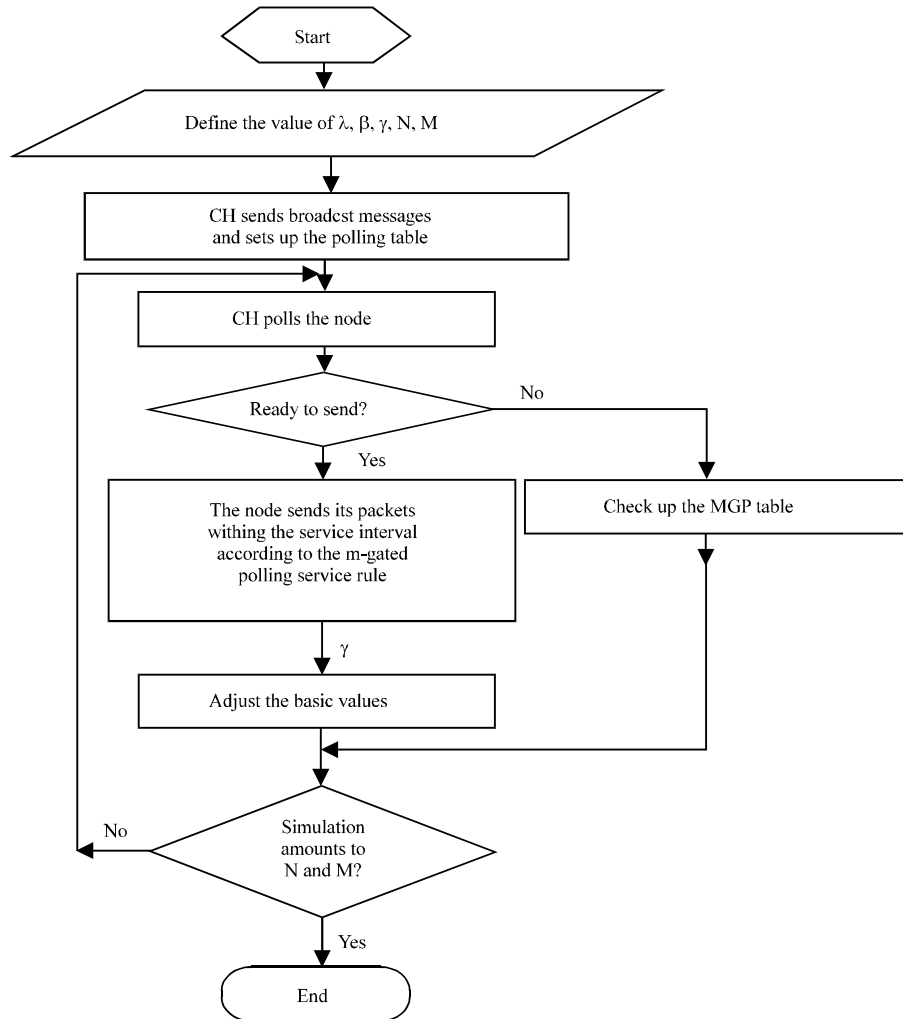 Start
Define the value of λ, β, γ, N, M
CH sends broadcst messages
and sets up the polling table
CH polls the node
Ready to send?
No
Yes
The node sends its packets
withing the service interval
according to the m-gated
polling service rule
Check up the MGP table
γ
Adjust the basic values
Simulation
amounts to
N and M?
No
Yes
End